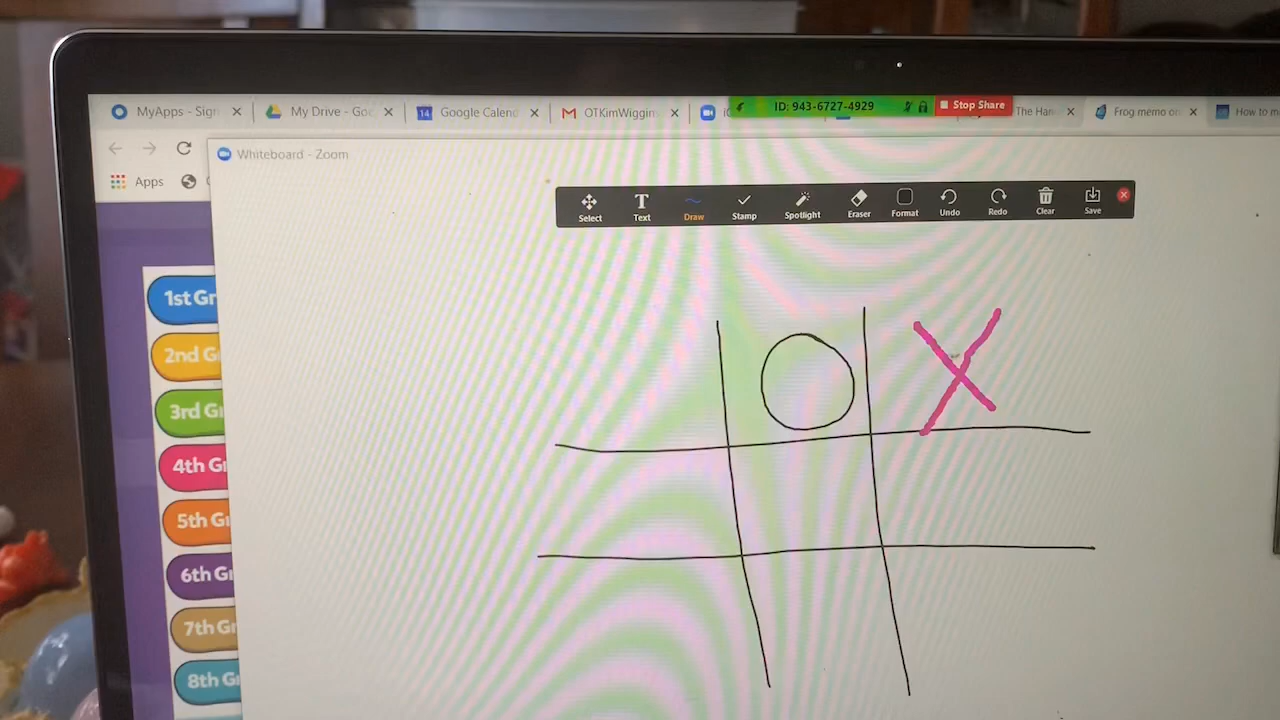 MyApps - Sign
My Drive - Goo
14 Google Calend
OTKimWiggins
ID: 943-6727-4929
Stop Share
The Han
Frog memo on
How to m
Whiteboard - Zoom
Apps
Select
Text
Draw
Stamp
Spotlight
Eraser
Format
Undo
Redo
Clear
Save
1st Gr
2nd G
3rd Gr
4th Gr
5th Gr
6th Gr
7th Gr
8th Gr
O X